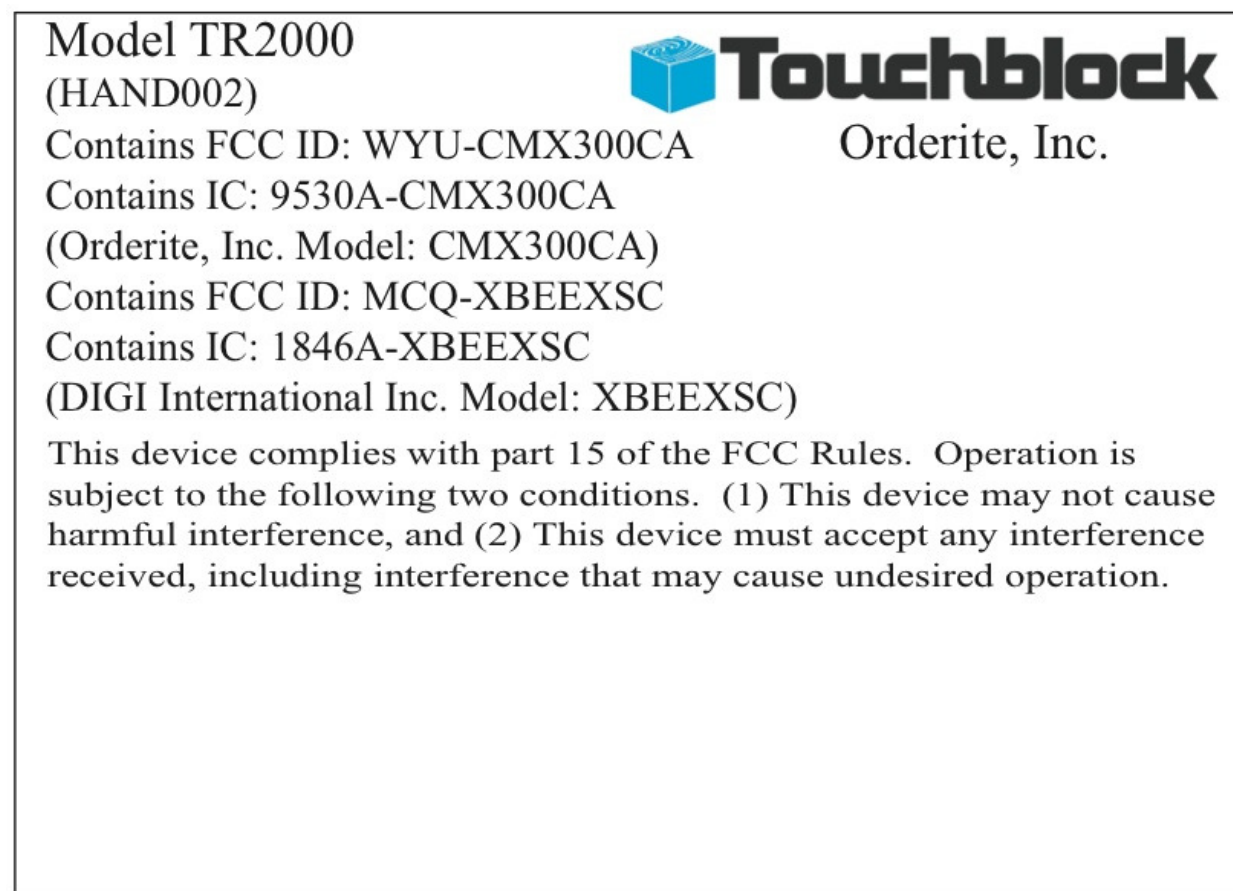 Model TR2000
Touchblock
(HAND002)
Contains FCC ID: WYU-CMX300CA
Orderite, Inc.
Contains IC: 9530A-CMX300CA
(Orderite, Inc. Model: CMX300CA)
Contains FCC ID: MCQ-XBEEXSC
Contains IC: 1846A-XBEEXSC
(DIGI International Inc. Model: XBEEXSC)
This device complies with part 15 of the FCC Rules.  Operation is
subject to the following two conditions.  (1) This device may not cause
harmful interference, and (2) This device must accept any interference
received, including interference that may cause undesired operation.